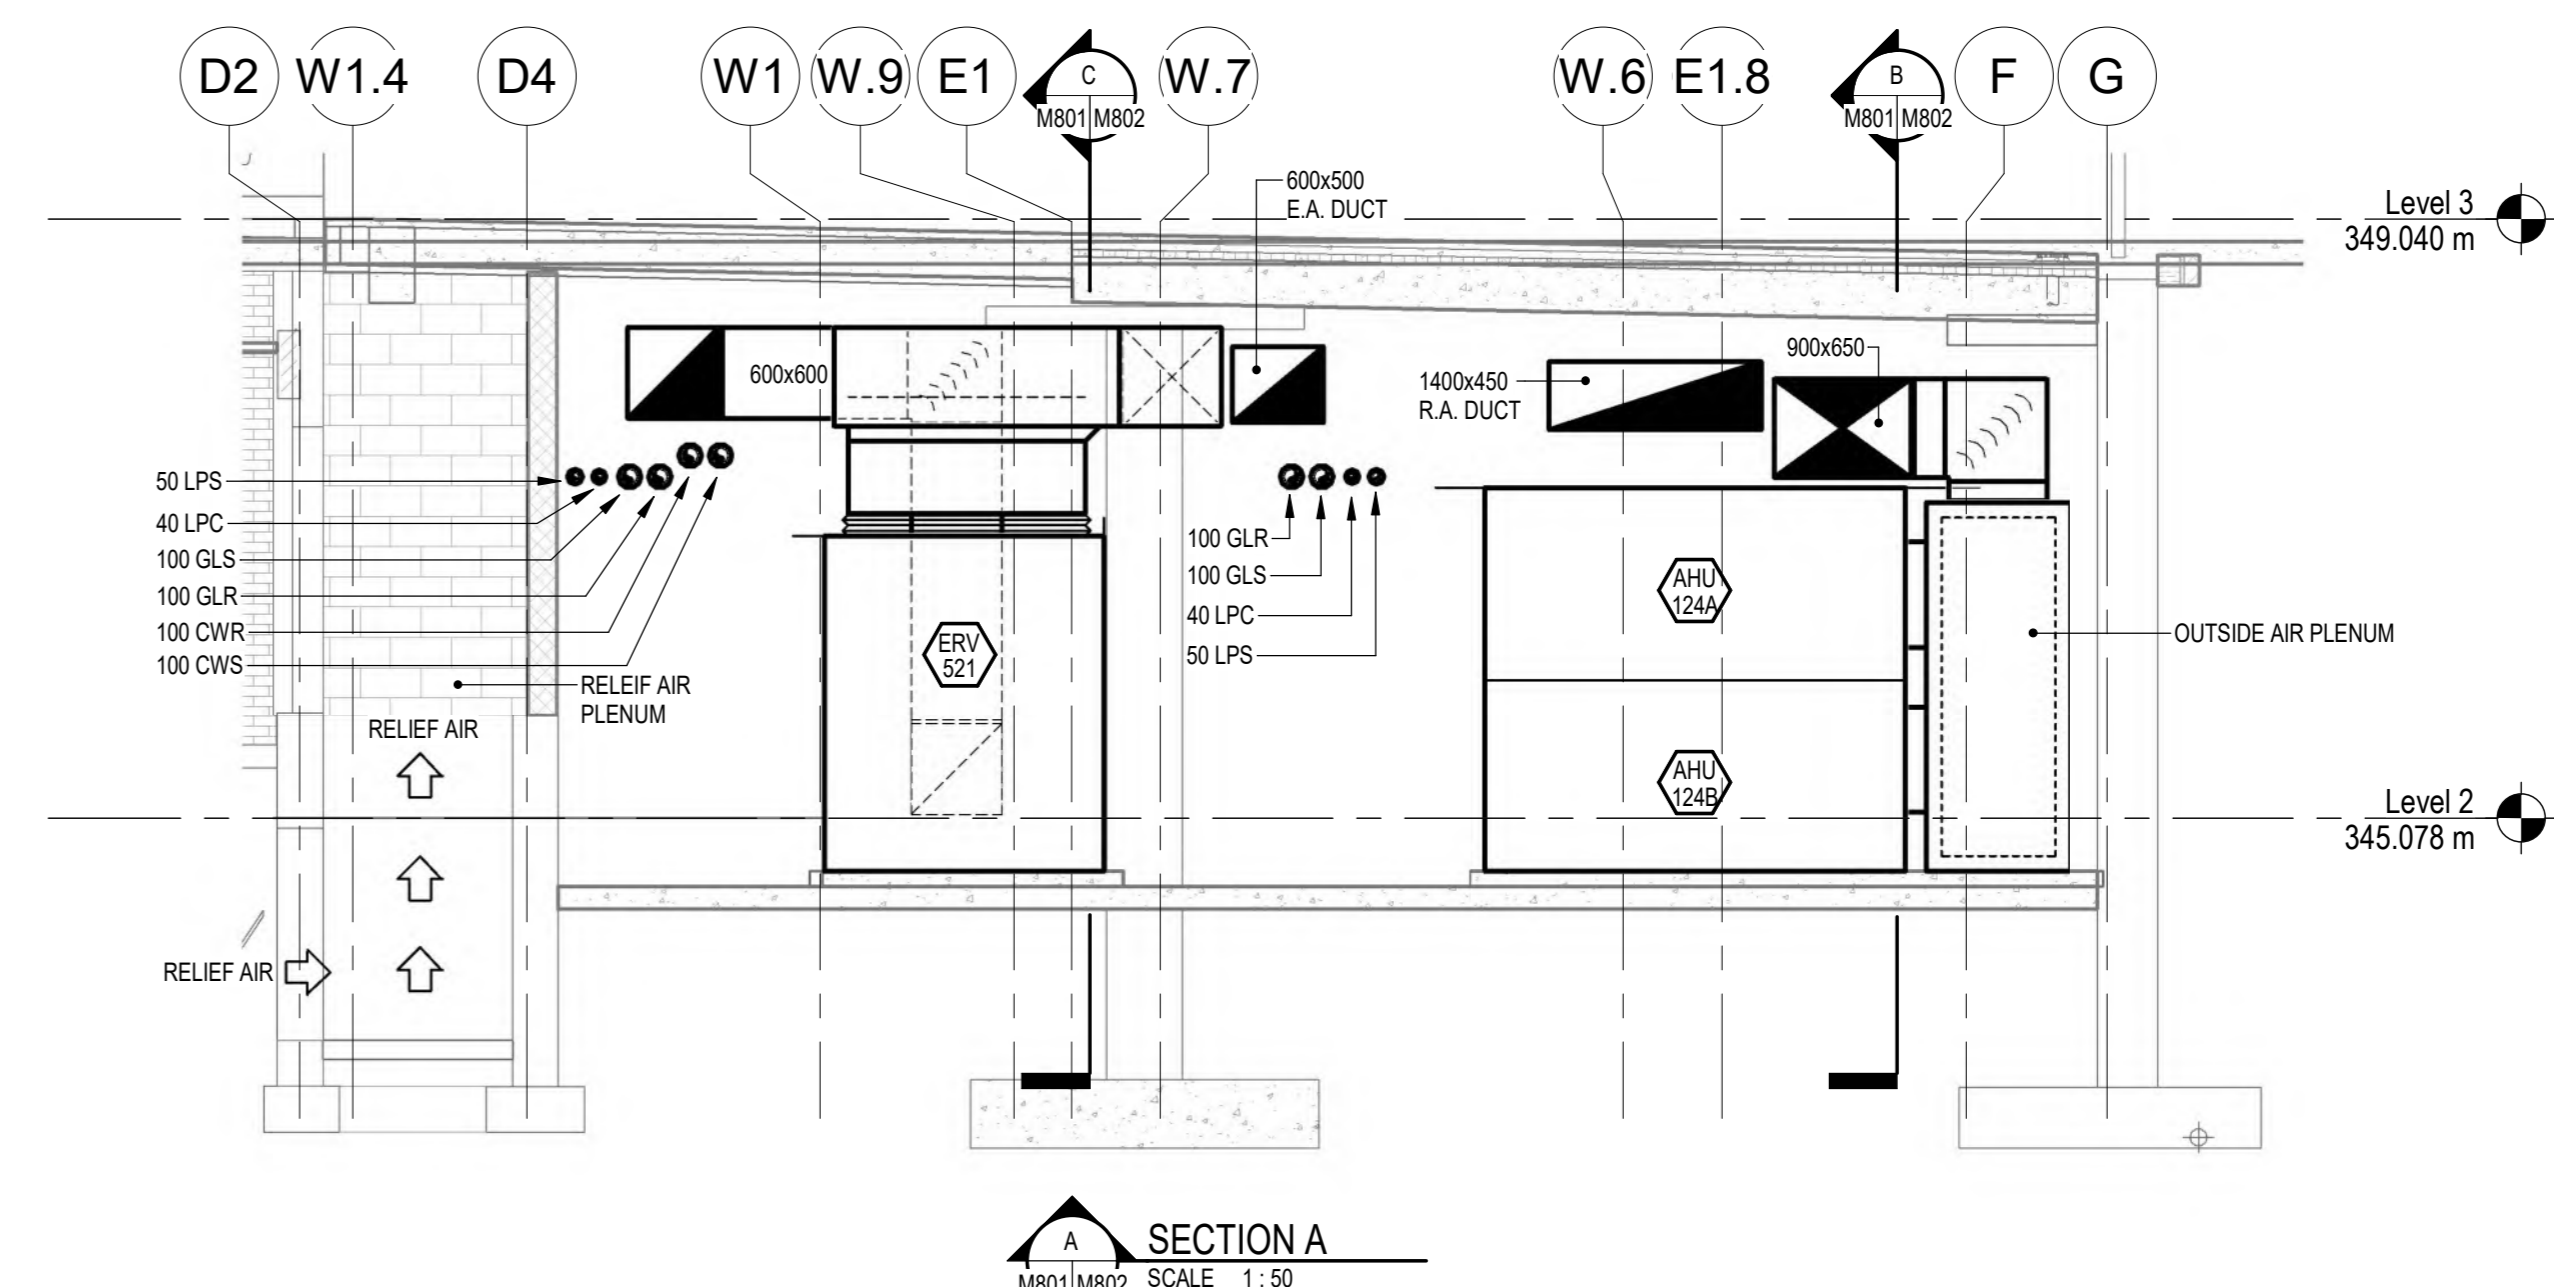 D2
W1.4
D4
W1
W.9
E1
C
M801 M802
W.7
W.6
E1.8
B
M801 M802
F
G
600x500
E.A. DUCT
Level 3
349.040 m
600x600
1400x450
R.A. DUCT
900x650
50 LPS
40 LPC
100 GLS
100 GLR
100 CWR
100 CWS
100 GLR
100 GLS
40 LPC
50 LPS
ERV
521
AHU
124A
AHU
124B
OUTSIDE AIR PLENUM
RELEIF AIR
PLENUM
RELIEF AIR
Level 2
345.078 m
RELIEF AIR
A
M801 M802
SECTION A
SCALE 1 : 50